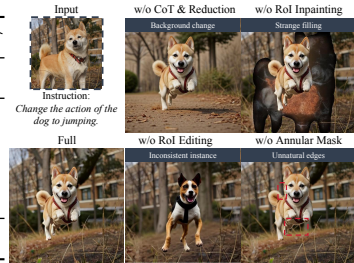 Input
w/o CoT & Reduction
w/o RoI Inpainting
Background change
Strange filling
Instruction:
Change the action of the
dog to jumping.
Full
w/o RoI Editing
w/o Annular Mask
Inconsistent instance
Unnatural edges